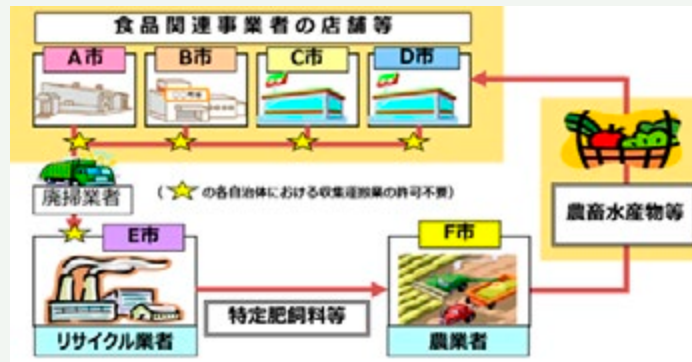 食品関連事業者の店舗等
A市
B市
C市
D市
廃掃業者
(☆の各自治体における収集運搬業の許可不要)
農畜水産物等
E市
F市
特定肥飼料等
リサイクル業者
農業者